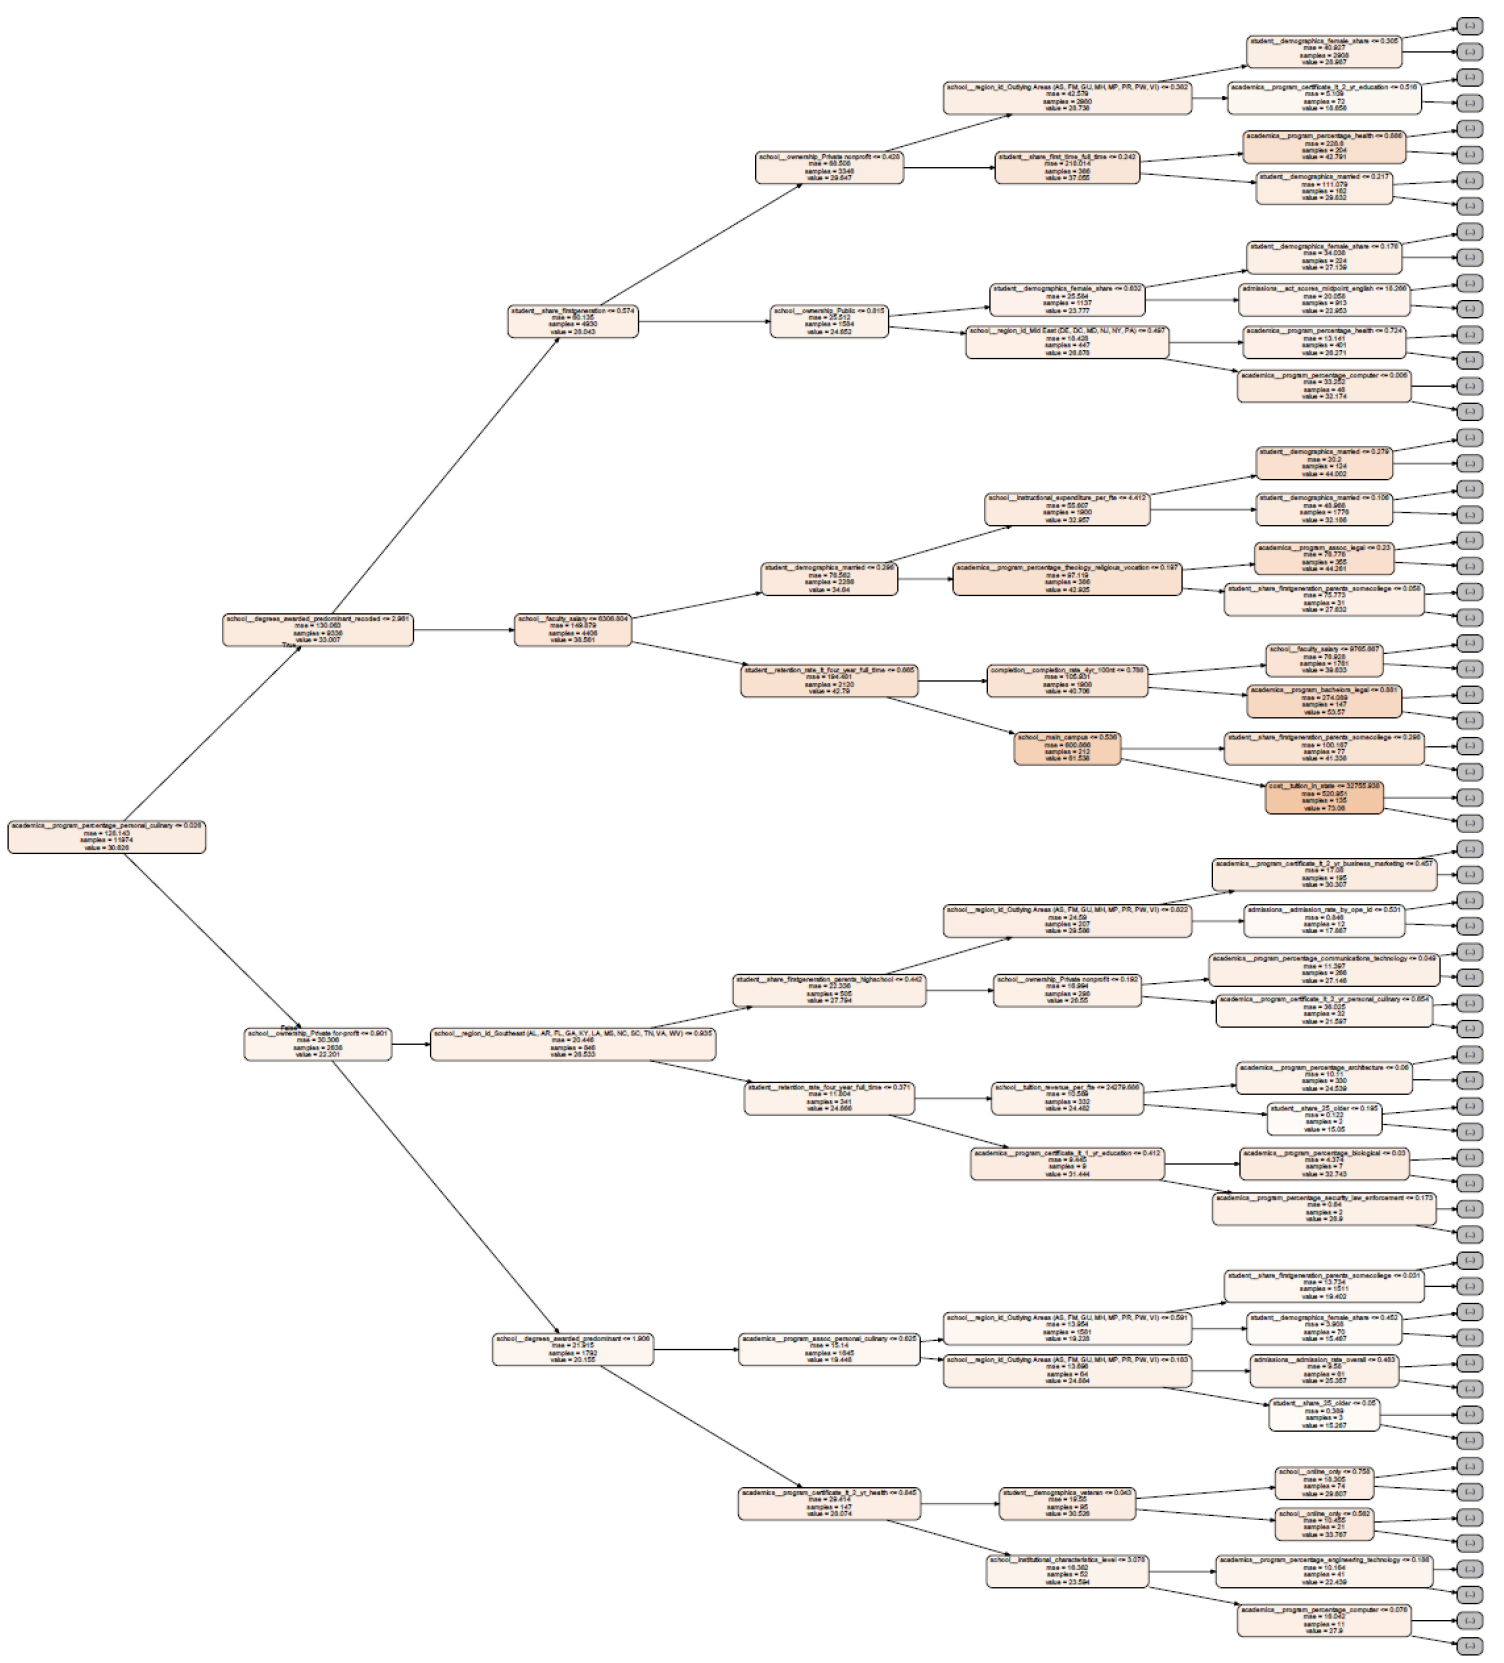 academics__program_percentage_personal_culinary <= 0.028
mse = 128.143
samples = 11974
value = 30.626
True
False
school__degrees_awarded_predominant_recoded <= 2.981
mse = 130.063
samples = 9336
value = 33.007
school__ownership_Private for-profit <= 0.901
mse = 30.306
samples = 2638
value = 22.201
student__share_firstgeneration <= 0.574
mse = 60.135
samples = 4930
value = 28.043
school__faculty_salary <= 6306.804
mse = 149.879
samples = 4406
value = 38.561
school__region_id_Southeast (AL, AR, FL, GA, KY, LA, MS, NC, SC, TN, VA, WV) <= 0.935
mse = 20.446
samples = 846
value = 26.533
school__degrees_awarded_predominant <= 1.906
mse = 21.915
samples = 1792
value = 20.155
school__ownership_Private nonprofit <= 0.428
mse = 68.506
samples = 3346
value = 29.647
school__ownership_Public <= 0.815
mse = 25.512
samples = 1584
value = 24.652
student__demographics_married <= 0.296
mse = 76.562
samples = 2286
value = 34.64
student__retention_rate_lt_four_year_full_time <= 0.665
mse = 194.461
samples = 2120
value = 42.79
student__share_firstgeneration_parents_highschool <= 0.442
mse = 22.336
samples = 505
value = 27.794
student__retention_rate_four_year_full_time <= 0.371
mse = 11.804
samples = 341
value = 24.666
academics__program_assoc_personal_culinary <= 0.625
mse = 15.14
samples = 1645
value = 19.448
academics__program_certificate_lt_2_yr_health <= 0.845
mse = 29.414
samples = 147
value = 28.074
school__region_id_Outlying Areas (AS, FM, GU, MH, MP, PR, PW, VI) <= 0.382
mse = 42.579
samples = 2980
value = 28.738
student__share_first_time_full_time <= 0.242
mse = 218.014
samples = 366
value = 37.055
student__demographics_female_share <= 0.832
mse = 25.584
samples = 1137
value = 23.777
school__region_id_Mid East (DE, DC, MD, NJ, NY, PA) <= 0.497
mse = 18.428
samples = 447
value = 26.878
school__instructional_expenditure_per_fte <= 4.412
mse = 55.607
samples = 1900
value = 32.957
academics__program_percentage_theology_religious_vocation <= 0.197
mse = 97.119
samples = 386
value = 42.925
completion__completion_rate_4yr_100nt <= 0.786
mse = 105.931
samples = 1908
value = 40.706
school__main_campus <= 0.536
mse = 600.666
samples = 212
value = 61.536
school__region_id_Outlying Areas (AS, FM, GU, MH, MP, PR, PW, VI) <= 0.822
mse = 24.59
samples = 207
value = 29.586
school__ownership_Private nonprofit <= 0.192
mse = 16.994
samples = 298
value = 26.55
school__tuition_revenue_per_fte <= 24279.666
mse = 10.569
samples = 332
value = 24.482
academics__program_certificate_lt_1_yr_education <= 0.412
mse = 9.445
samples = 9
value = 31.444
school__region_id_Outlying Areas (AS, FM, GU, MH, MP, PR, PW, VI) <= 0.591
mse = 13.954
samples = 1581
value = 19.228
school__region_id_Outlying Areas (AS, FM, GU, MH, MP, PR, PW, VI) <= 0.183
mse = 13.696
samples = 64
value = 24.884
student__demographics_veteran <= 0.043
mse = 19.55
samples = 95
value = 30.526
school__institutional_characteristics_level <= 3.078
mse = 16.362
samples = 52
value = 23.594
student__demographics_female_share <= 0.305
mse = 40.927
samples = 2908
value = 28.987
academics__program_certificate_lt_2_yr_education <= 0.516
mse = 5.109
samples = 72
value = 18.656
academics__program_percentage_health <= 0.886
mse = 228.6
samples = 204
value = 42.791
student__demographics_married <= 0.217
mse = 111.079
samples = 162
value = 29.832
student__demographics_female_share <= 0.176
mse = 34.036
samples = 224
value = 27.139
admissions__act_scores_midpoint_english <= 18.266
mse = 20.058
samples = 913
value = 22.953
academics__program_percentage_health <= 0.724
mse = 13.141
samples = 401
value = 26.271
academics__program_percentage_computer <= 0.006
mse = 33.252
samples = 46
value = 32.174
student__demographics_married <= 0.279
mse = 20.2
samples = 124
value = 44.002
student__demographics_married <= 0.106
mse = 48.966
samples = 1776
value = 32.186
academics__program_assoc_legal <= 0.23
mse = 76.776
samples = 355
value = 44.261
student__share_firstgeneration_parents_somecollege <= 0.058
mse = 75.773
samples = 31
value = 27.632
school__faculty_salary <= 9765.667
mse = 76.928
samples = 1761
value = 39.633
academics__program_bachelors_legal <= 0.881
mse = 274.089
samples = 147
value = 53.57
student__share_firstgeneration_parents_somecollege <= 0.296
mse = 100.167
samples = 77
value = 41.336
cost__tuition_in_state <= 32755.936
mse = 520.951
samples = 135
value = 73.06
academics__program_certificate_lt_2_yr_business_marketing <= 0.457
mse = 17.06
samples = 195
value = 30.307
admissions__admission_rate_by_ope_id <= 0.531
mse = 0.846
samples = 12
value = 17.867
academics__program_percentage_communications_technology <= 0.049
mse = 11.397
samples = 266
value = 27.146
academics__program_certificate_lt_2_yr_personal_culinary <= 0.654
mse = 36.025
samples = 32
value = 21.597
academics__program_percentage_architecture <= 0.06
mse = 10.11
samples = 330
value = 24.539
student__share_25_older <= 0.195
mse = 0.122
samples = 2
value = 15.05
academics__program_percentage_biological <= 0.03
mse = 4.374
samples = 7
value = 32.743
academics__program_percentage_security_law_enforcement <= 0.173
mse = 0.64
samples = 2
value = 26.9
student__share_firstgeneration_parents_somecollege <= 0.031
mse = 13.734
samples = 1511
value = 19.402
student__demographics_female_share <= 0.452
mse = 3.908
samples = 70
value = 15.467
admissions__admission_rate_overall <= 0.483
mse = 9.58
samples = 61
value = 25.357
student__share_25_older <= 0.05
mse = 0.389
samples = 3
value = 15.267
school__online_only <= 0.758
mse = 18.305
samples = 74
value = 29.607
school__online_only <= 0.562
mse = 10.455
samples = 21
value = 33.767
academics__program_percentage_engineering_technology <= 0.186
mse = 10.184
samples = 41
value = 22.439
academics__program_percentage_computer <= 0.076
mse = 16.042
samples = 11
value = 27.9